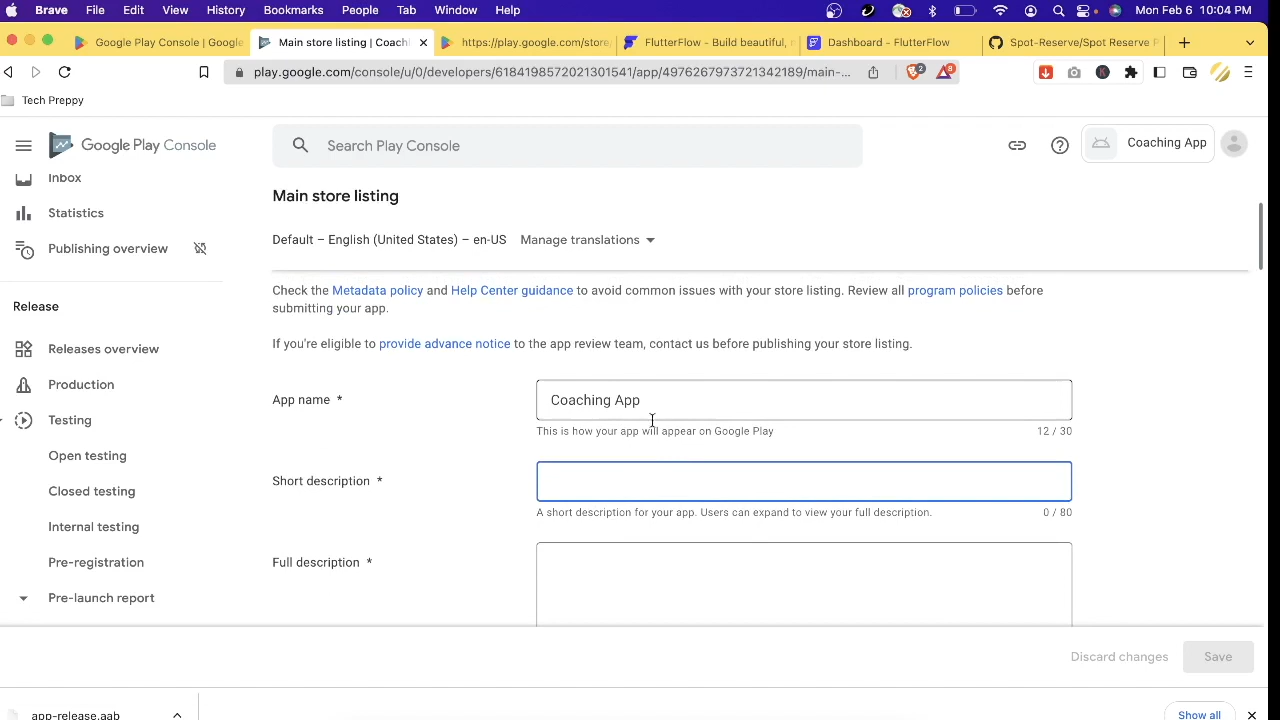 Brave File Edit View History Bookmarks People Tab Window Help Mon Feb 6 10:04 PM
Google Play Console | Google Main store listing | Coachi https://play.google.com/store/ FlutterFlow - Build beautiful, Dashboard - FlutterFlow Spot-Reserve/Spot Reserve P
play.google.com/console/u/0/developers/6184198572021301541/app/4976267973721342189/main-... 2 8 K
Tech Preppy
Google Play Console Search Play Console Coaching App
Inbox
Statistics
Publishing overview
Release
Releases overview
Production
Testing
Open testing
Closed testing
Internal testing
Pre-registration
Pre-launch report
Main store listing
Default – English (United States) – en-US Manage translations
Check the Metadata policy and Help Center guidance to avoid common issues with your store listing. Review all program policies before
submitting your app.
If you're eligible to provide advance notice to the app review team, contact us before publishing your store listing.
App name * Coaching App
This is how your app will appear on Google Play 12 / 30
Short description *
A short description for your app. Users can expand to view your full description. 0 / 80
Full description *
Discard changes Save
app-release.aab Show all